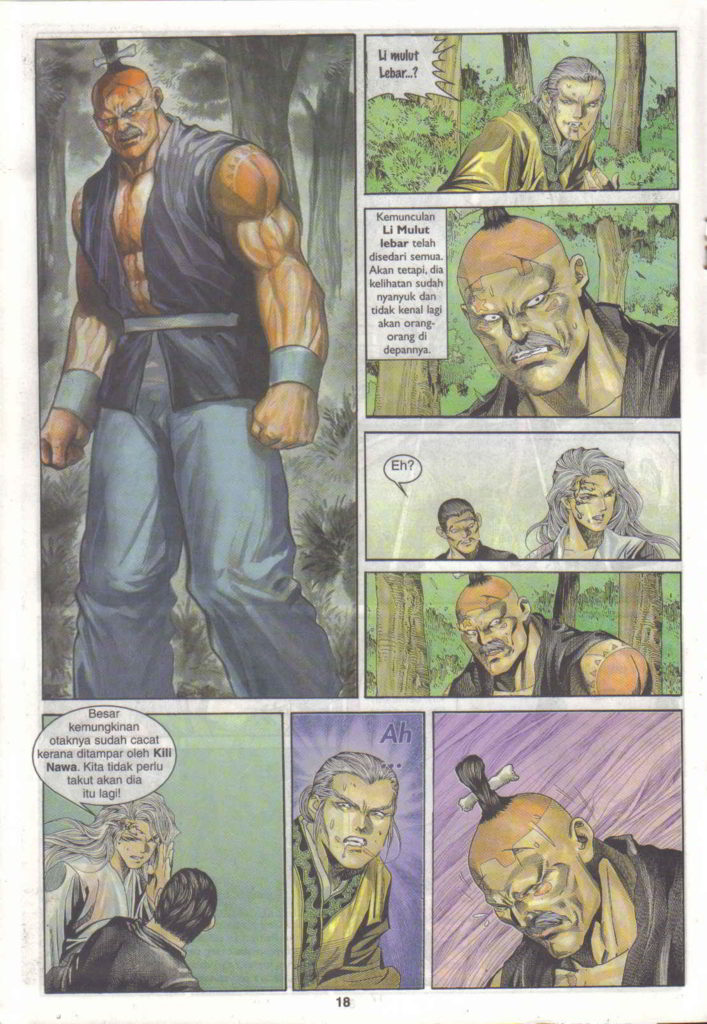 Li mulut
Lebar...?
Kemunculan
Li Mulut
lebar telah
disedari semua.
Akan tetapi, dia
kelihatan sudah
nyanyuk dan
tidak kenal lagi
akan orang-
orang di
depannya.
Eh?
Besar
kemungkinan
otaknya sudah cacat
kerana ditampar oleh Kili
Nawa. Kita tidak perlu
takut akan dia
itu lagi!
Ah
...
18